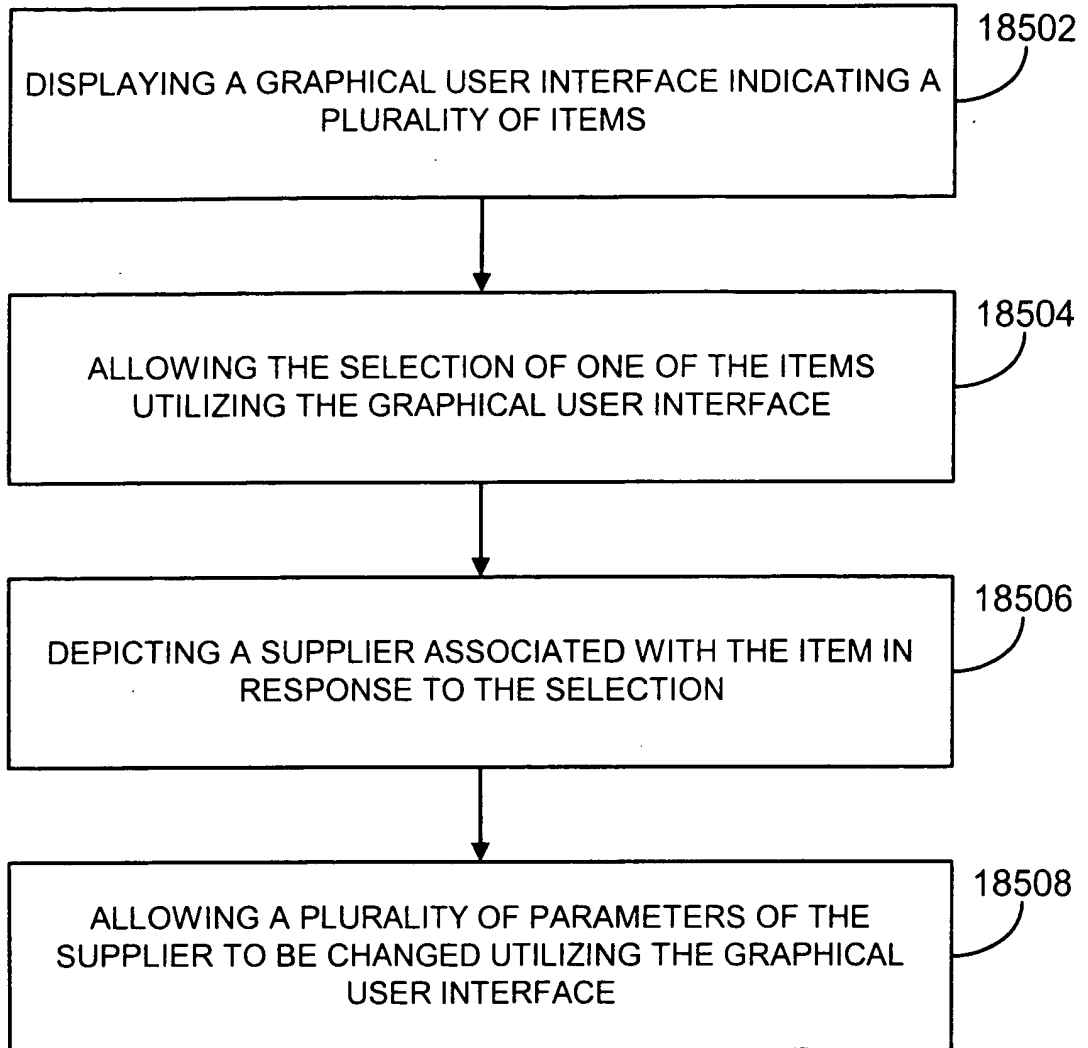 18502
DISPLAYING A GRAPHICAL USER INTERFACE INDICATING A
PLURALITY OF ITEMS
18504
ALLOWING THE SELECTION OF ONE OF THE ITEMS
UTILIZING THE GRAPHICAL USER INTERFACE
18506
DEPICTING A SUPPLIER ASSOCIATED WITH THE ITEM IN
RESPONSE TO THE SELECTION
18508
ALLOWING A PLURALITY OF PARAMETERS OF THE
SUPPLIER TO BE CHANGED UTILIZING THE GRAPHICAL
USER INTERFACE